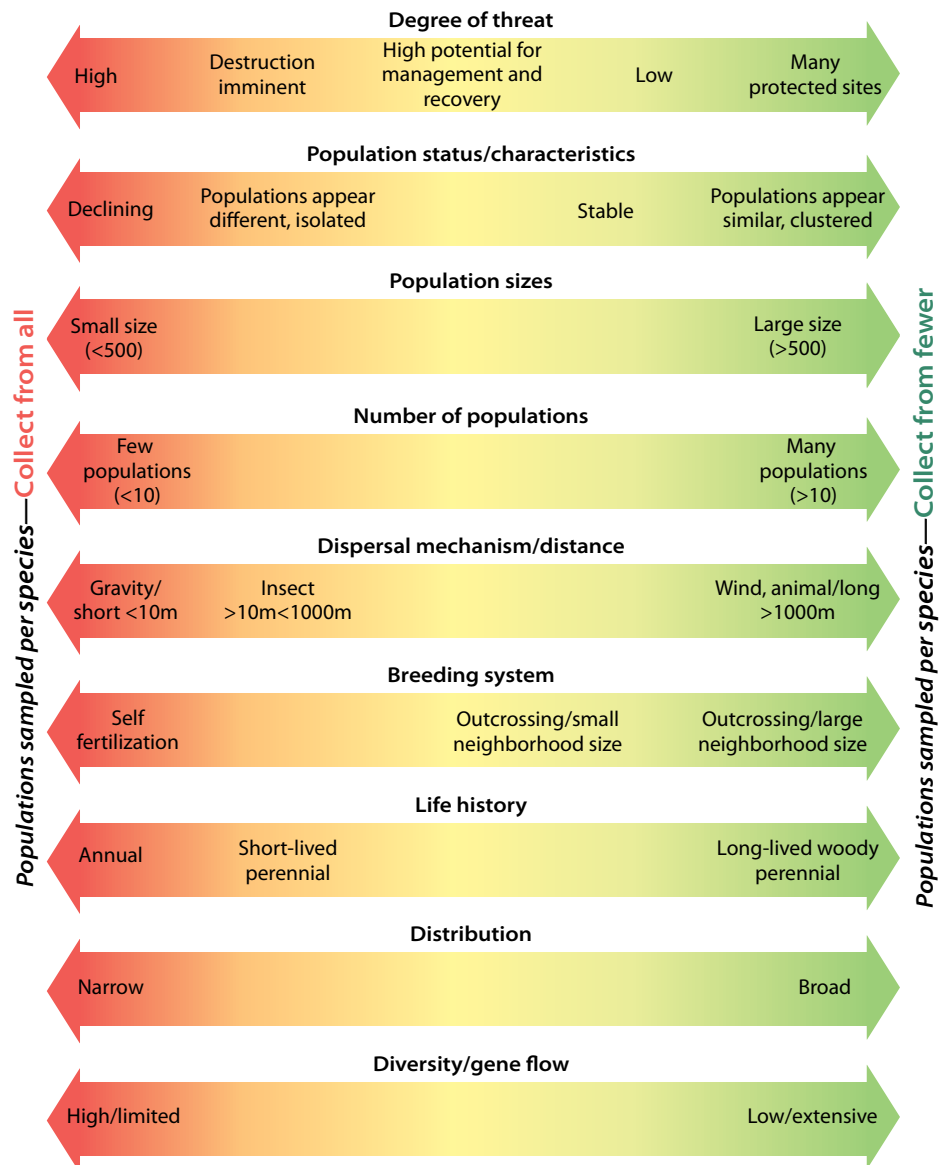 Degree of threat
High
Destruction
imminent
High potential for
management and
recovery
Low
Many
protected sites
Population status/characteristics
Declining
Populations appear
different, isolated
Stable
Populations appear
similar, clustered
Population sizes
Small size
(<500)
Large size
(>500)
Number of populations
Few
populations
(<10)
Many
populations
(>10)
Dispersal mechanism/distance
Gravity/
short <10m
Insect
>10m<1000m
Wind, animal/long
>1000m
Breeding system
Self
fertilization
Outcrossing/small
neighborhood size
Outcrossing/large
neighborhood size
Life history
Annual
Short-lived
perennial
Long-lived woody
perennial
Distribution
Narrow
Broad
Diversity/gene flow
High/limited
Low/extensive
Populations sampled per species—Collect from all
Populations sampled per species—Collect from fewer